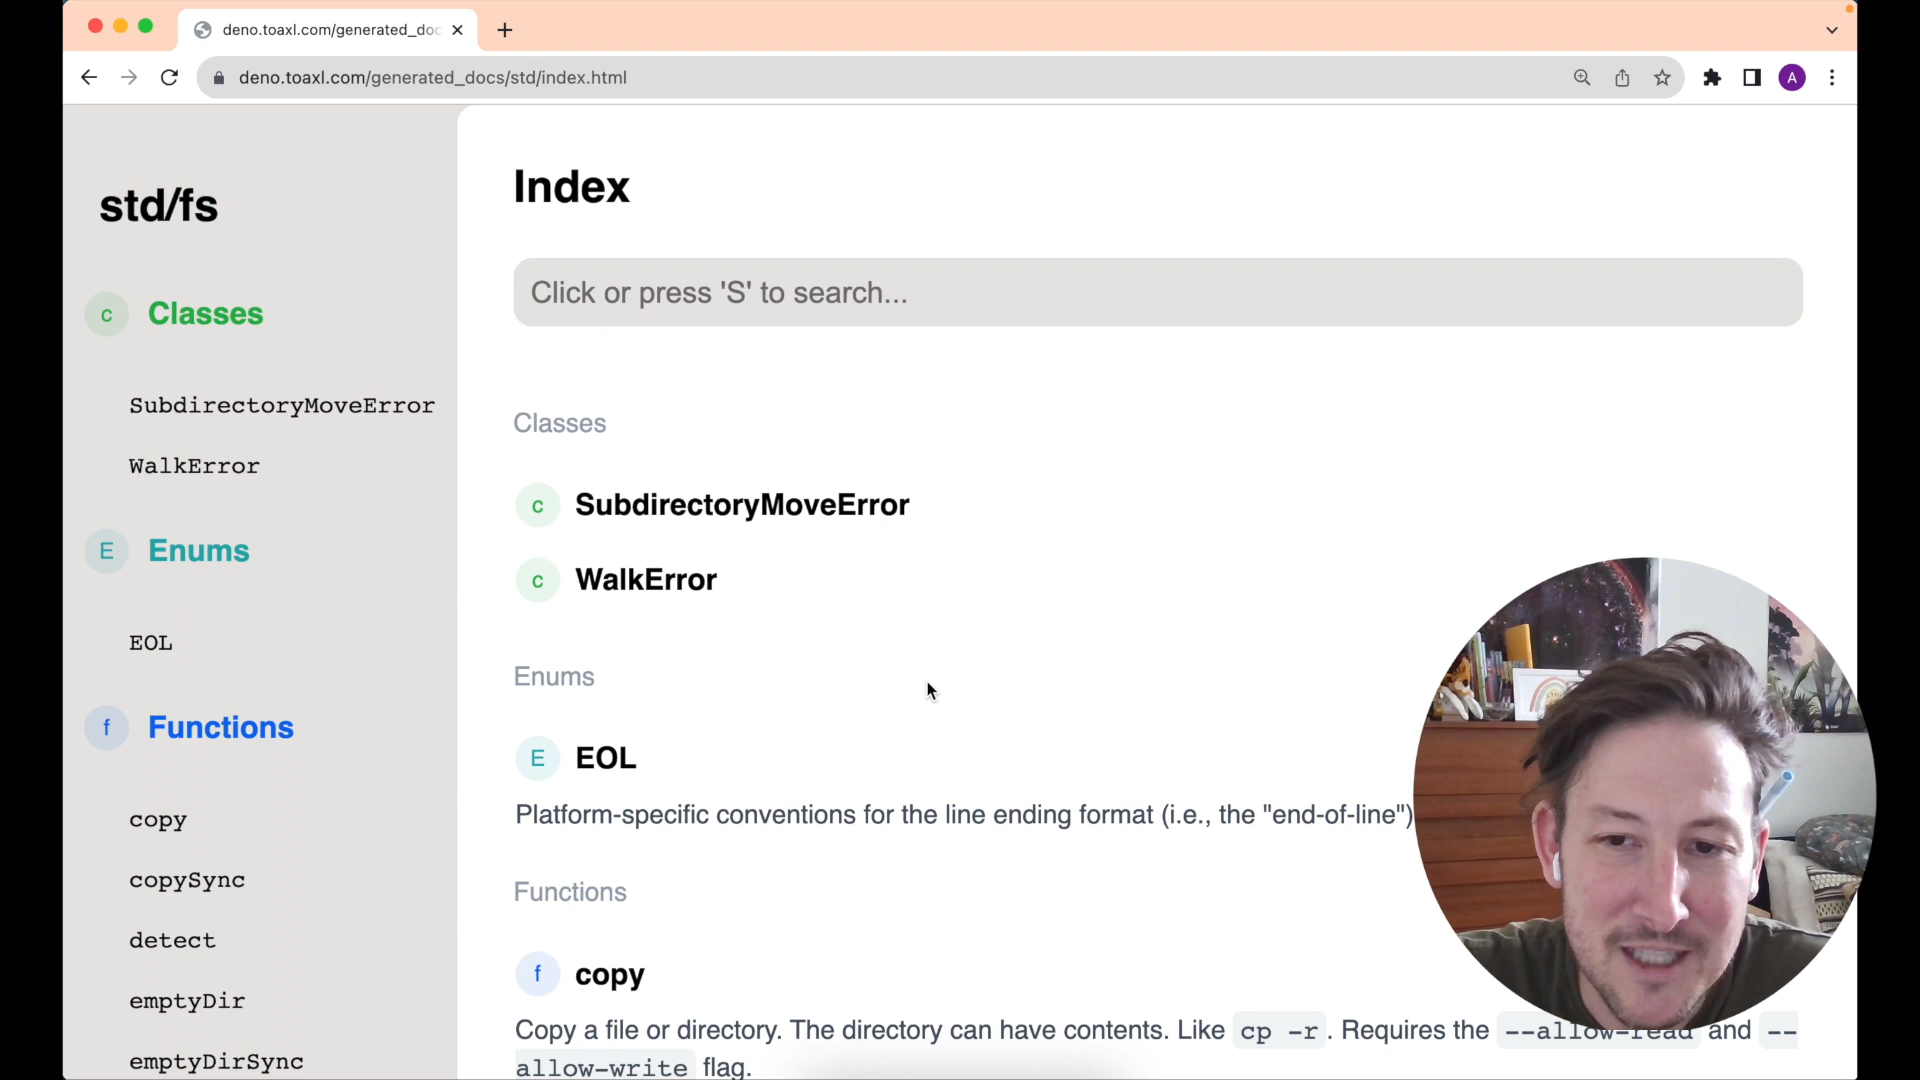 deno.toaxl.com/generated_doc
deno.toaxl.com/generated_docs/std/index.html
A
std/fs
c Classes
SubdirectoryMoveError
WalkError
E Enums
EOL
f Functions
copy
copySync
detect
emptyDir
emptyDirSync
Index
Click or press 'S' to search...
Classes
c SubdirectoryMoveError
c WalkError
Enums
E EOL
Platform-specific conventions for the line ending format (i.e., the "end-of-line")
Functions
f copy
Copy a file or directory. The directory can have contents. Like cp -r. Requires the --allow-read and --
allow-write flag.